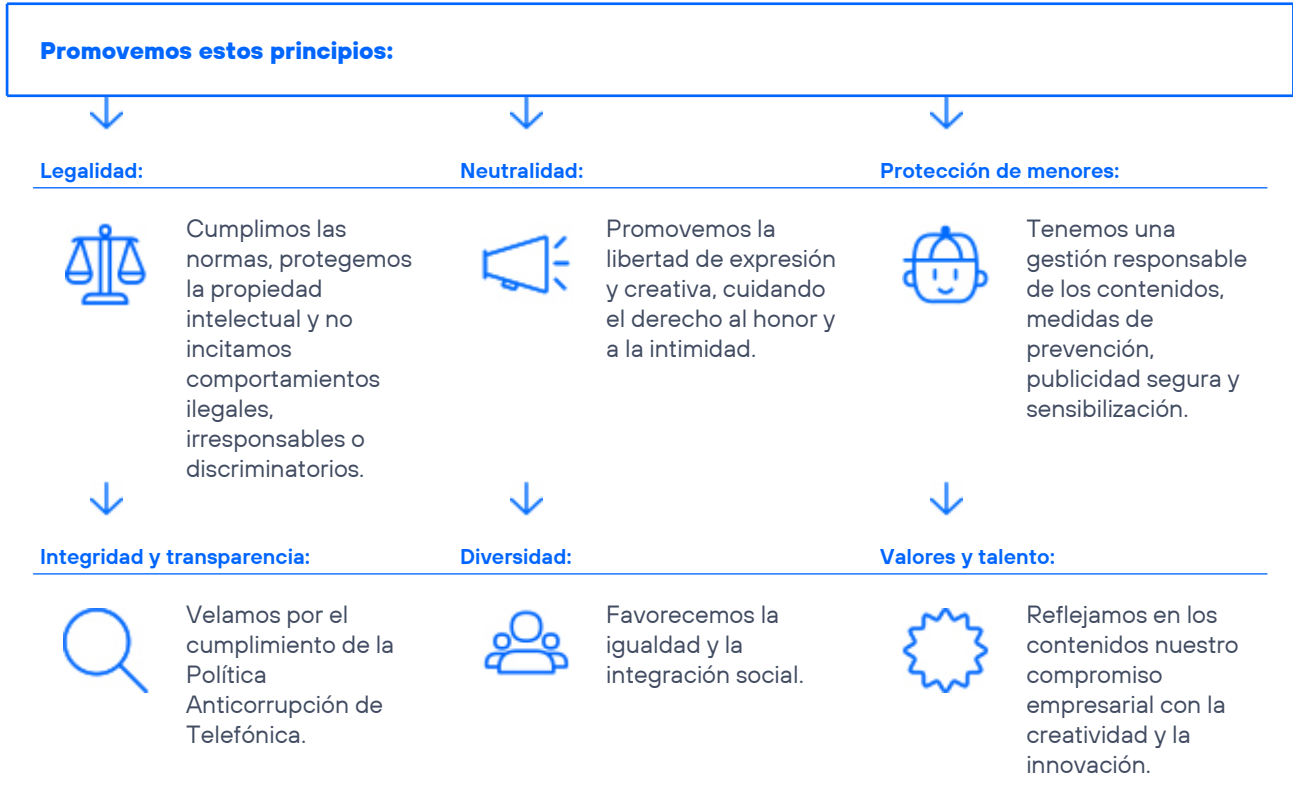 Promovemos estos principios:
Legalidad:
Cumplimos las
normas, protegemos
la propiedad
intelectual y no
incitamos
comportamientos
ilegales,
irresponsables o
discriminatorios.
Neutralidad:
Promovemos la
libertad de expresión
y creativa, cuidando
el derecho al honor y
a la intimidad.
Protección de menores:
Tenemos una
gestión responsable
de los contenidos,
medidas de
prevención,
publicidad segura y
sensibilización.
Integridad y transparencia:
Velamos por el
cumplimiento de la
Política
Anticorrupción de
Telefónica.
Diversidad:
Favorecemos la
igualdad y la
integración social.
Valores y talento:
Reflejamos en los
contenidos nuestro
compromiso
empresarial con la
creatividad y la
innovación.